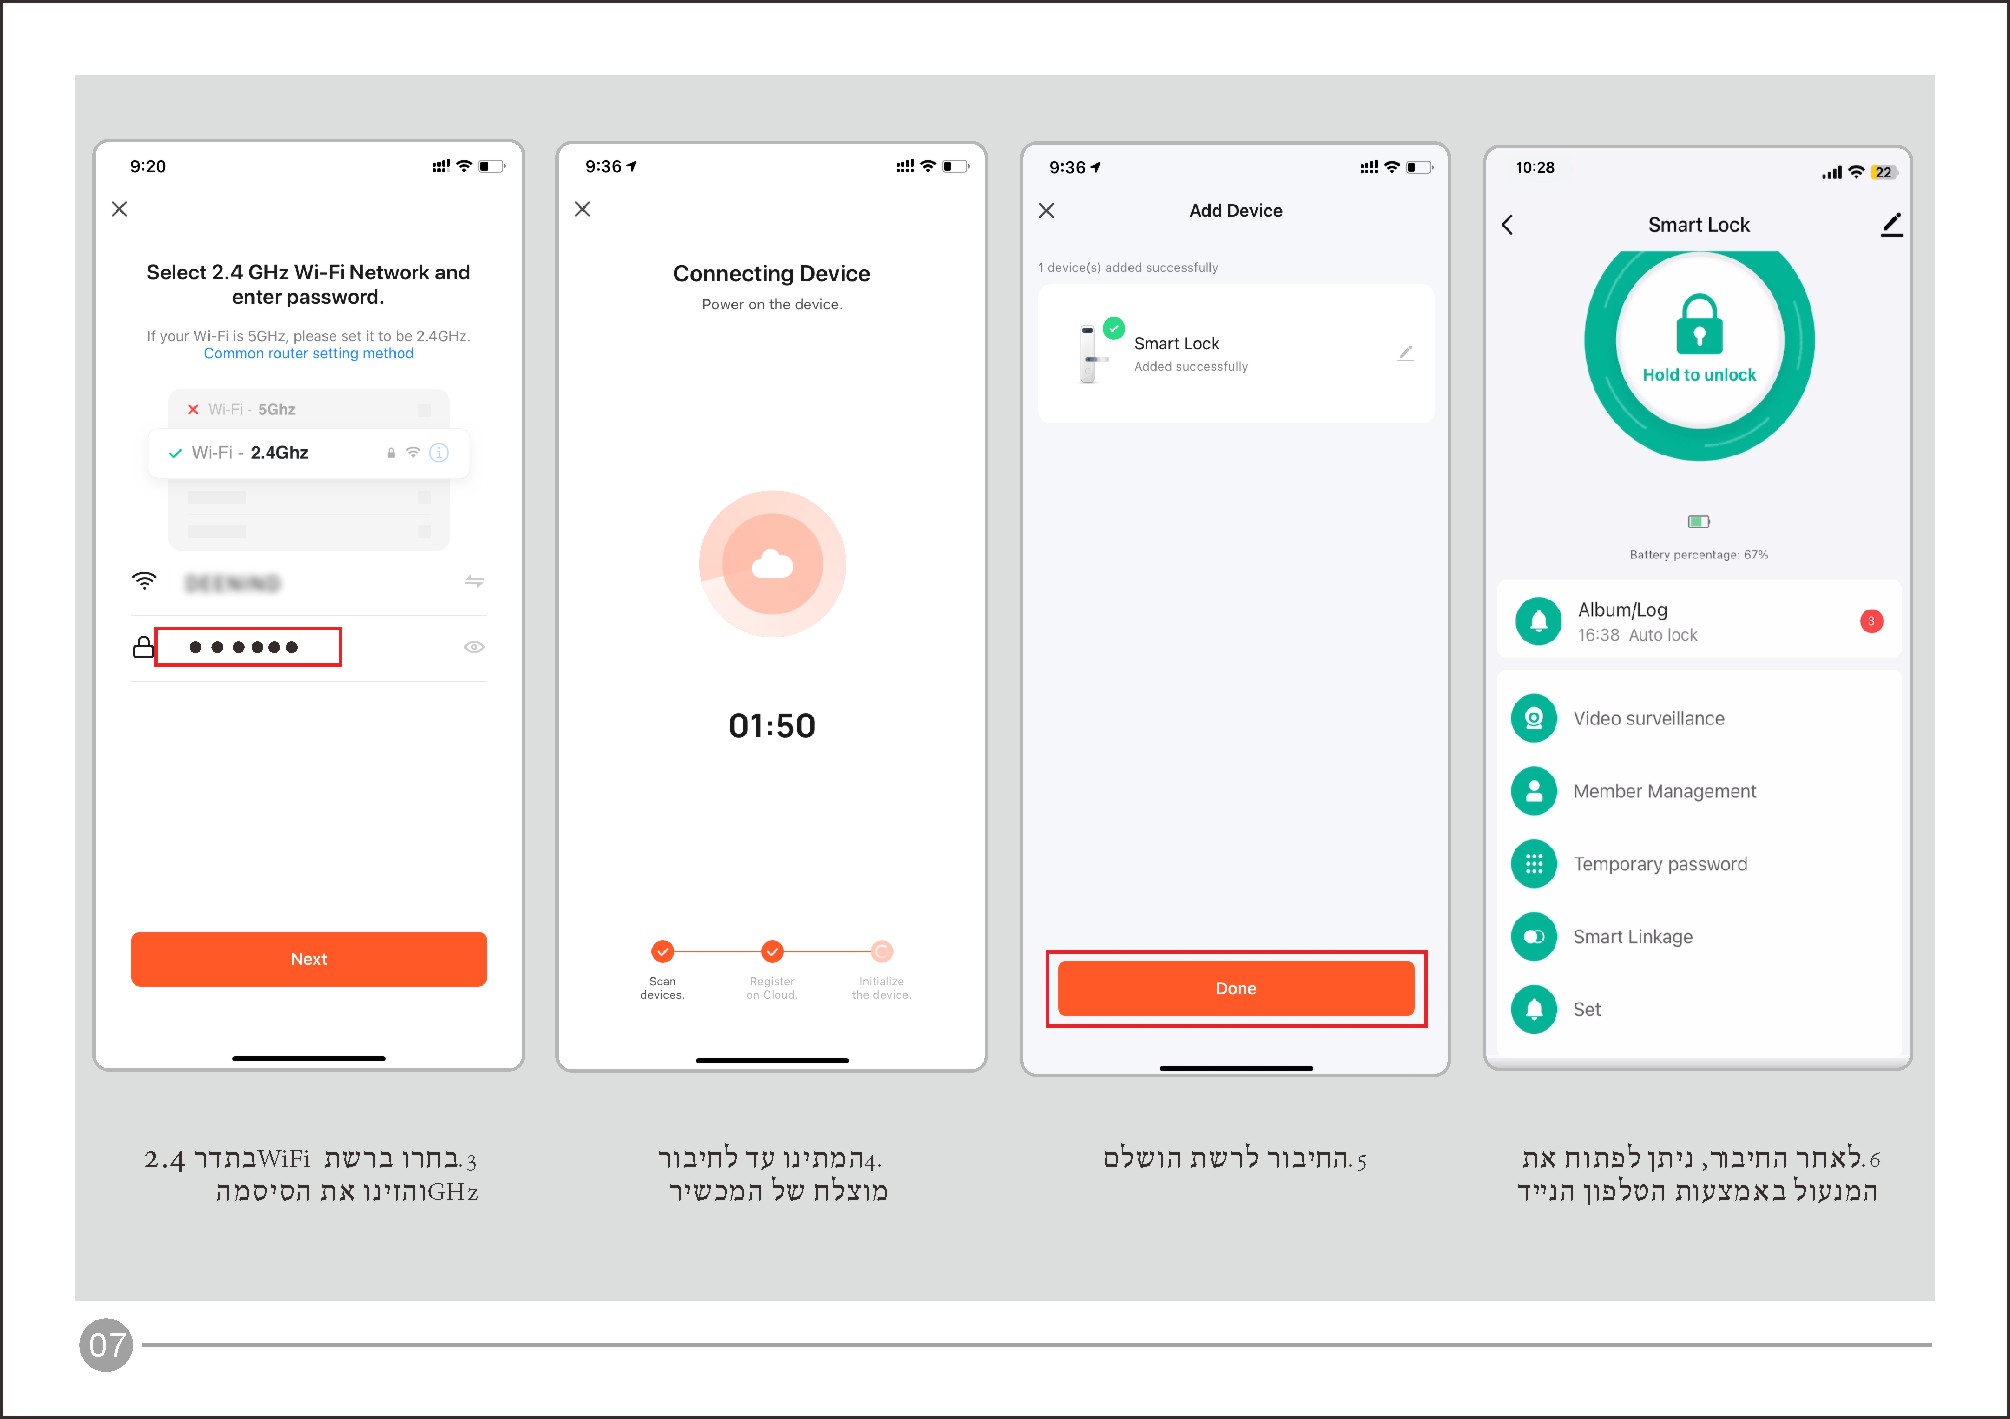 9:20
Select 2.4 GHz Wi-Fi Network and
enter password.
If your Wi-Fi is 5GHz, please set it to be 2.4GHz.
Common router setting method
Wi-Fi - 5Ghz
Wi-Fi - 2.4Ghz
Next
3.בחרו ברשת WiFiבתדר 2.4
GHzוהזינו את הסיסמה
9:36
Connecting Device
Power on the device.
01:50
Scan
devices.
Register
on Cloud.
Initialize
the device.
4.המתינו עד לחיבור
מוצלח של המכשיר
9:36
Add Device
1 device(s) added successfully
Smart Lock
Added successfully
Done
5.החיבור לרשת הושלם
10:28
22
Smart Lock
Hold to unlock
Battery percentage: 67%
Album/Log
16:38 Auto lock
3
Video surveillance
Member Management
Temporary password
Smart Linkage
Set
6.לאחר החיבור, ניתן לפתוח את
המנעול באמצעות הטלפון הנייד
07